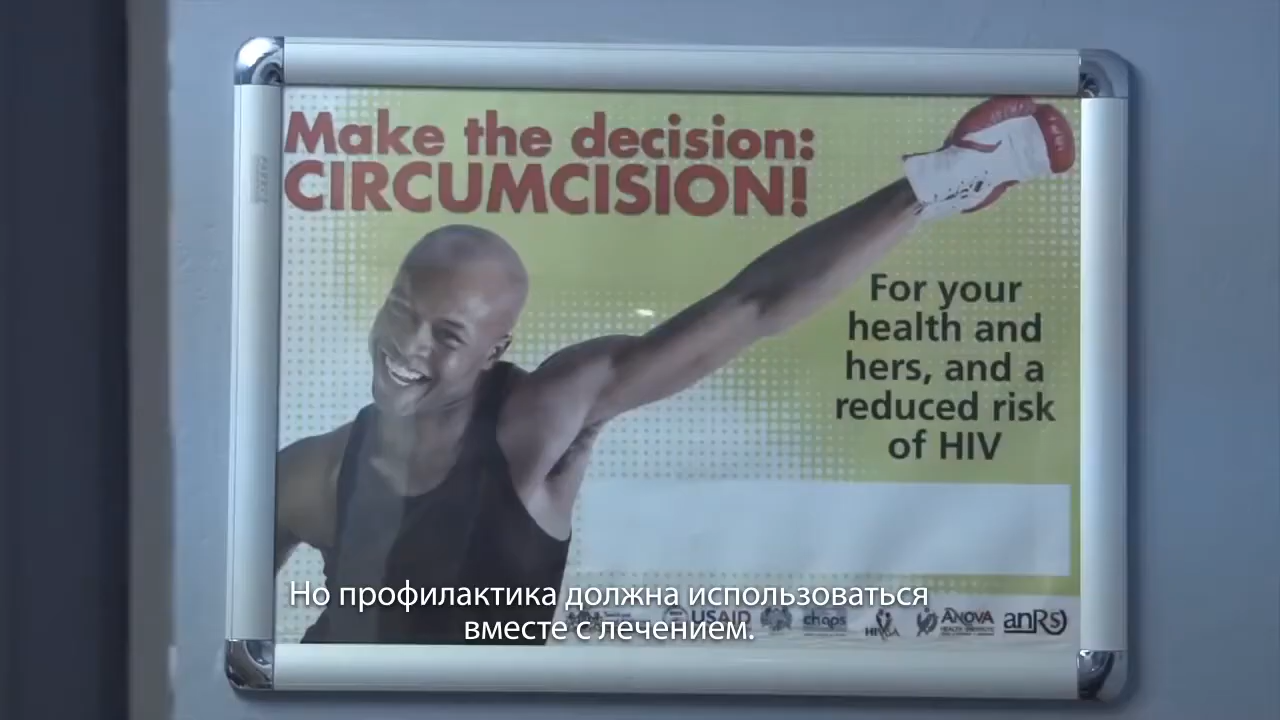 Make the decision:
CIRCUMCISION!
For your
health and
hers, and a
reduced risk
of HIV
Но профилактика должна использоваться
вместе с лечением.
USAID
chaps
ANOVA
anRS